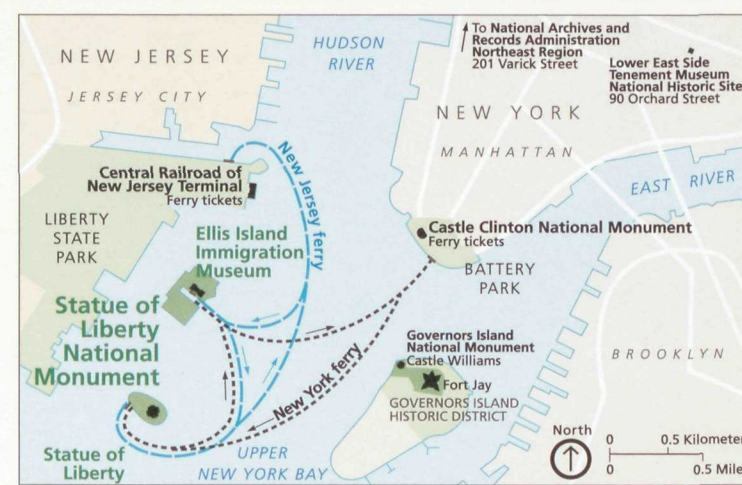 NEW JERSEY
JERSEY CITY
HUDSON
RIVER
To National Archives and
Records Administration
Northeast Region
201 Varick Street
Lower East Side
Tenement Museum
National Historic Site
90 Orchard Street
NEW YORK
MANHATTAN
EAST RIVER
Central Railroad of
New Jersey Terminal
Ferry tickets
New Jersey ferry
LIBERTY
STATE
PARK
Ellis Island
Immigration
Museum
Castle Clinton National Monument
Ferry tickets
BATTERY
PARK
Statue of
Liberty
National
Monument
Governors Island
National Monument
Castle Williams
Fort Jay
GOVERNORS ISLAND
HISTORIC DISTRICT
BROOKLYN
New York ferry
Statue of
Liberty
UPPER
NEW YORK BAY
North
0 0.5 Kilometer
0 0.5 Mile